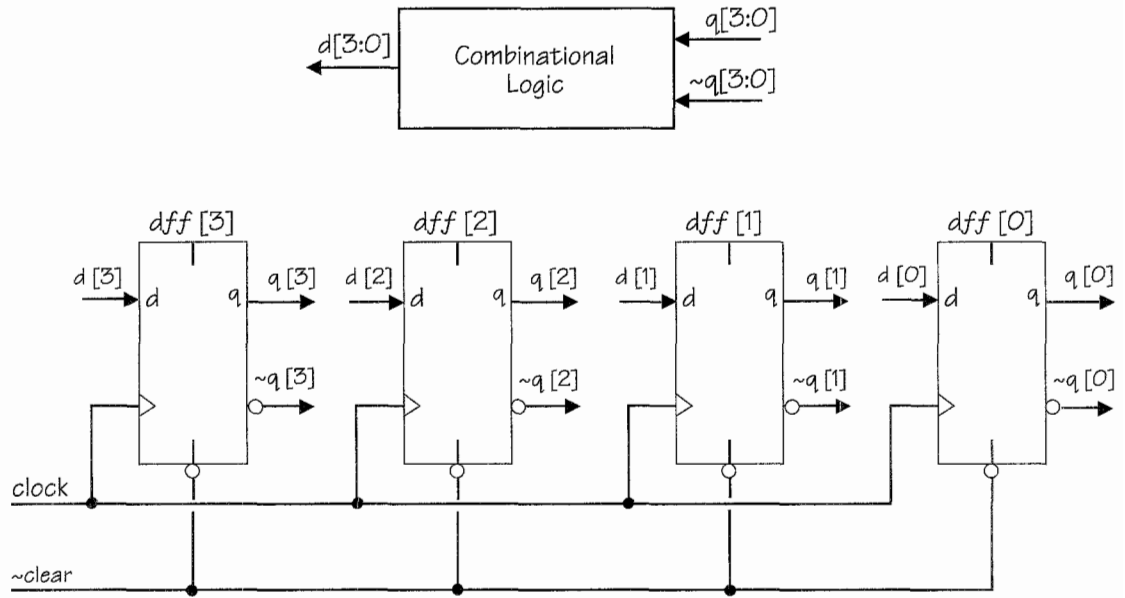 d[3:0]
Combinational
Logic
q[3:0]
~q[3:0]
dff [3]
dff [2]
dff [1]
dff [0]
d [3]
d
q
q [3]
d [2]
d
q
q [2]
d [1]
d
q
q [1]
d [0]
d
q
q [0]
~q [3]
~q [2]
~q [1]
~q [0]
clock
~clear